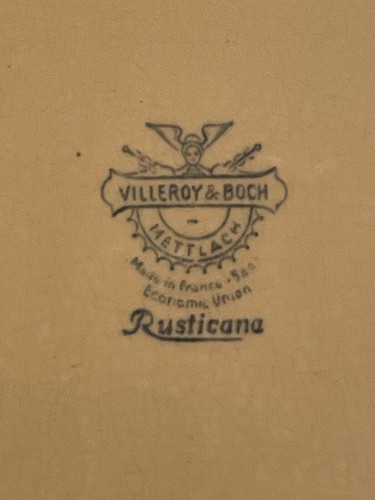 VILLEROY & BOCH
METTLACH
Made in France - Saar
Economic Union
Rusticana